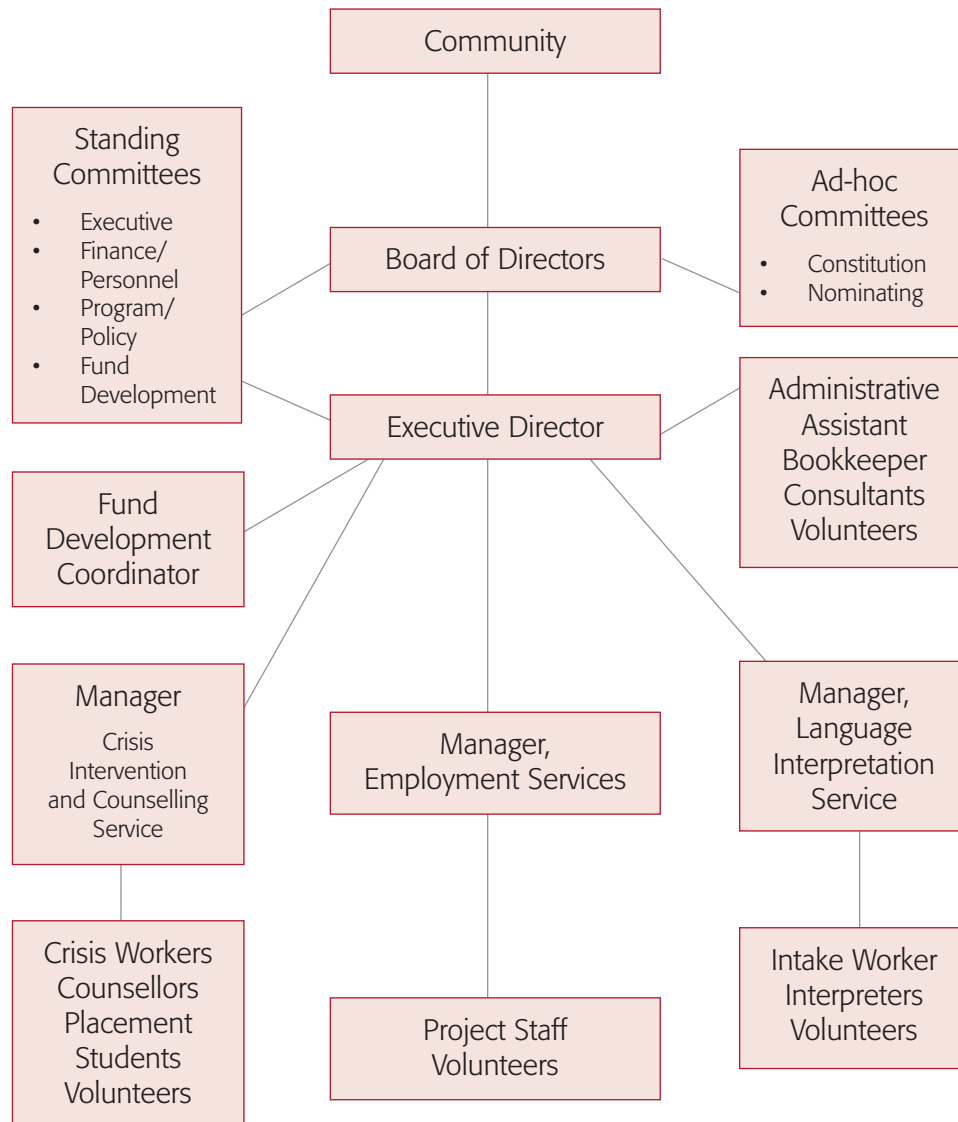 Community
Standing
Committees
• Executive
• Finance/
Personnel
• Program/
Policy
• Fund
Development
Ad-hoc
Committees
• Constitution
• Nominating
Board of Directors
Executive Director
Administrative
Assistant
Bookkeeper
Consultants
Volunteers
Fund
Development
Coordinator
Manager
Crisis
Intervention
and Counselling
Service
Manager,
Employment Services
Manager,
Language
Interpretation
Service
Crisis Workers
Counsellors
Placement
Students
Volunteers
Project Staff
Volunteers
Intake Worker
Interpreters
Volunteers